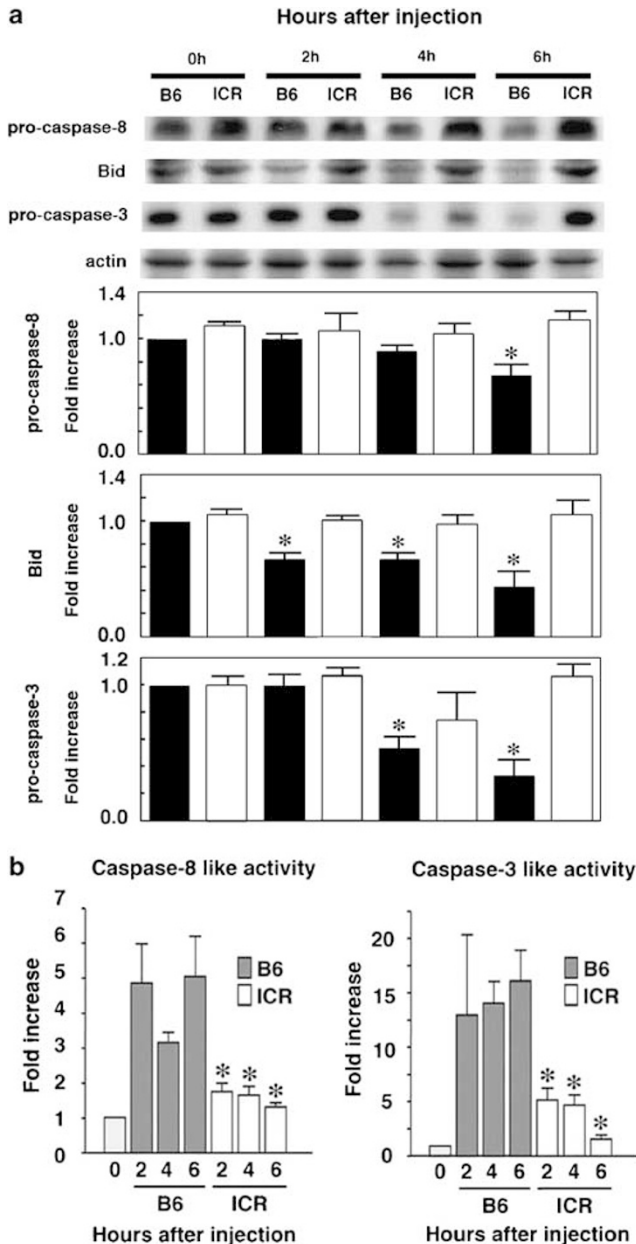 a
Hours after injection
0h 2h 4h 6h
B6 ICR B6 ICR B6 ICR B6 ICR
pro-caspase-8
Bid
pro-caspase-3
actin
pro-caspase-8
Fold increase
1.4
1.0
0.0
*
Bid
Fold increase
1.4
1.0
0.0
* * *
pro-caspase-3
Fold increase
1.2
1.0
0.0
* *
b
Caspase-8 like activity
Fold increase
7
6
5
4
3
2
1
0
B6
ICR
* * *
0 2 4 6 2 4 6
B6 ICR
Hours after injection
Caspase-3 like activity
Fold increase
20
15
10
5
0
B6
ICR
* * *
0 2 4 6 2 4 6
B6 ICR
Hours after injection